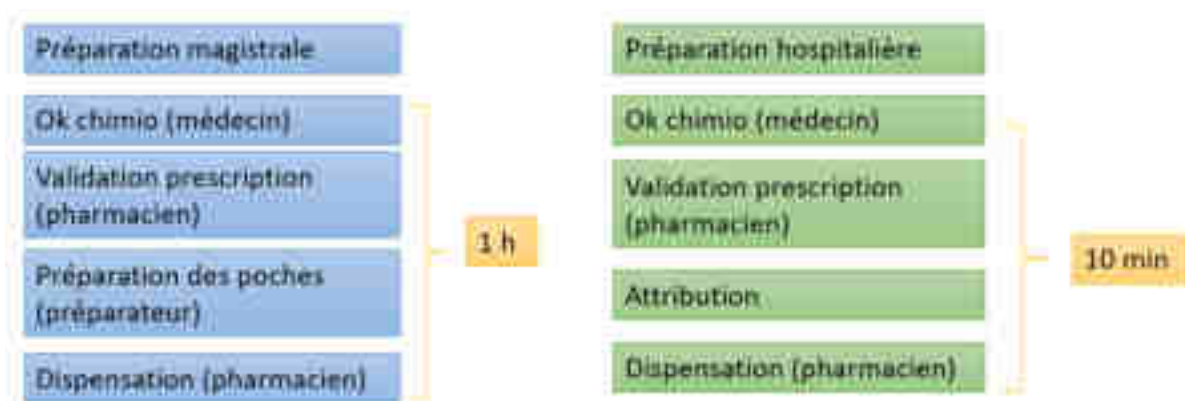 Préparation magistrale
Ok chimio (médecin)
Validation prescription
(pharmacien)
Préparation des poches
(préparateur)
Dispensation (pharmacien)
1 h
Préparation hospitalière
Ok chimio (médecin)
Validation prescription
(pharmacien)
Attribution
Dispensation (pharmacien)
10 min